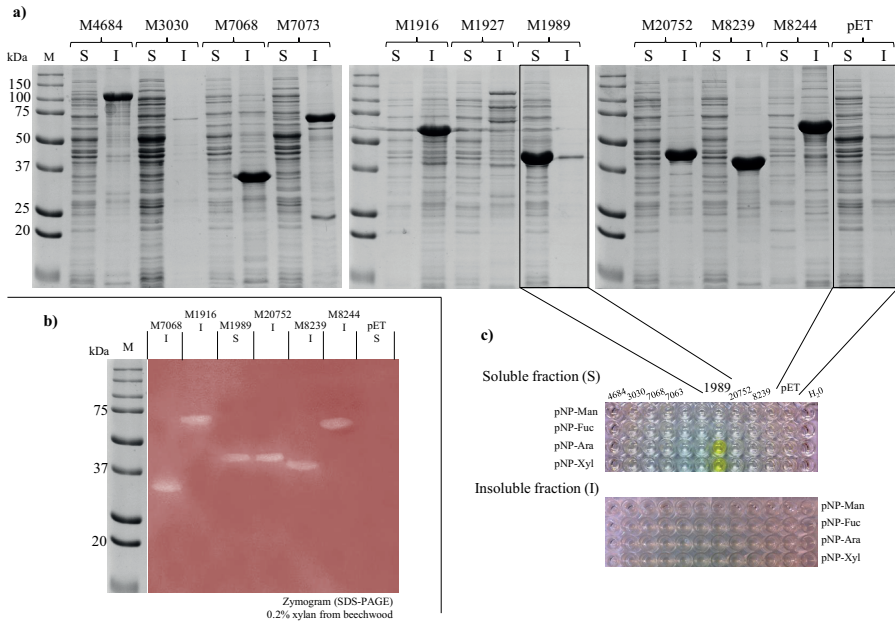 a)
M4684 M3030 M7068 M7073 M1916 M1927 M1989 M20752 M8239 M8244 pET
kDa M S I S I S I S I S I S I S I S I S I S I S I
150
100
75
50
37
25
20
b)
M7068 M1916 M1989 M20752 M8239 M8244 pET
I I S I I I S
M
kDa
75
37
20
Zymogram (SDS-PAGE)
0.2% xylan from beechwood
c)
Soluble fraction (S)
4684 3030 7068 7063 1989 20752 8239 pET H20
pNP-Man
pNP-Fuc
pNP-Ara
pNP-Xyl
Insoluble fraction (I)
pNP-Man
pNP-Fuc
pNP-Ara
pNP-Xyl